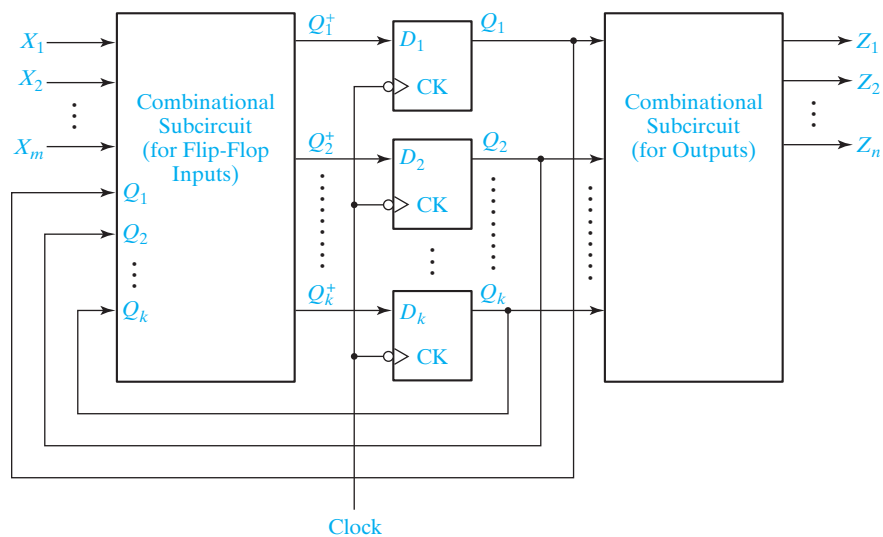 X₁
X₂
Xₘ
Combinational
Subcircuit
(for Flip-Flop
Inputs)
Q₁
Q₂
Qₖ
Q₁⁺
Q₂⁺
Qₖ⁺
D₁
CK
D₂
CK
Dₖ
CK
Q₁
Q₂
Qₖ
Combinational
Subcircuit
(for Outputs)
Z₁
Z₂
Zₙ
Clock